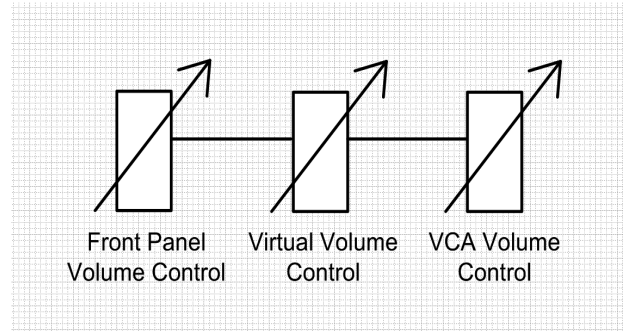 Front Panel
Volume Control
Virtual Volume
Control
VCA Volume
Control